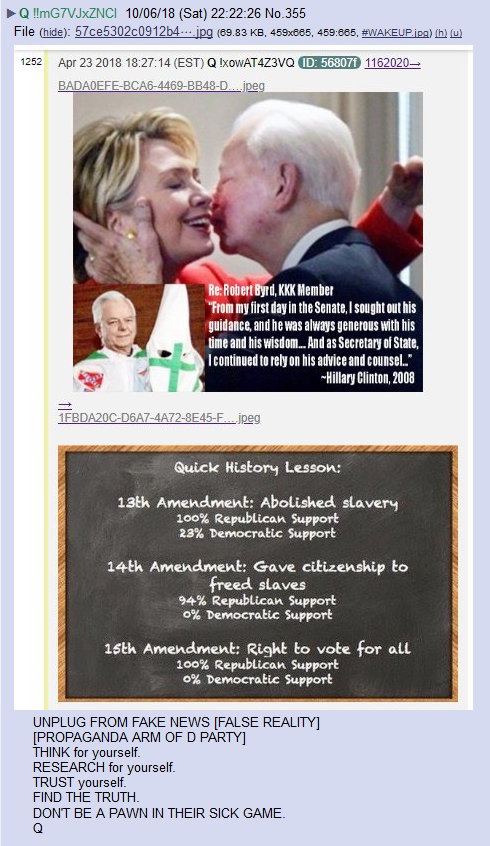 ▶ Q !!mG7VJxZNCI 10/06/18 (Sat) 22:22:26 No.355
File (hide): 57ce5302c0912b4⋯.jpg (69.83 KB, 459x665, 459:665, #WAKEUP.jpg) (h) (u)
1252 Apr 23 2018 18:27:14 (EST) Q !xowAT4Z3VQ ID: 56807f 1162020→
BADA0EFE-BCA6-4469-BB48-D….jpeg
Re: Robert Byrd, KKK Member
"From my first day in the Senate, I sought out his
guidance, and he was always generous with his
time and his wisdom... And as Secretary of State,
I continued to rely on his advice and counsel..."
~Hillary Clinton, 2008
→
1FBDA20C-D6A7-4A72-8E45-F….jpeg
Quick History Lesson:
13th Amendment: Abolished slavery
100% Republican Support
23% Democratic Support
14th Amendment: Gave citizenship to
freed slaves
94% Republican Support
0% Democratic Support
15th Amendment: Right to vote for all
100% Republican Support
0% Democratic Support
UNPLUG FROM FAKE NEWS [FALSE REALITY]
[PROPAGANDA ARM OF D PARTY]
THINK for yourself.
RESEARCH for yourself.
TRUST yourself.
FIND THE TRUTH.
DON'T BE A PAWN IN THEIR SICK GAME.
Q